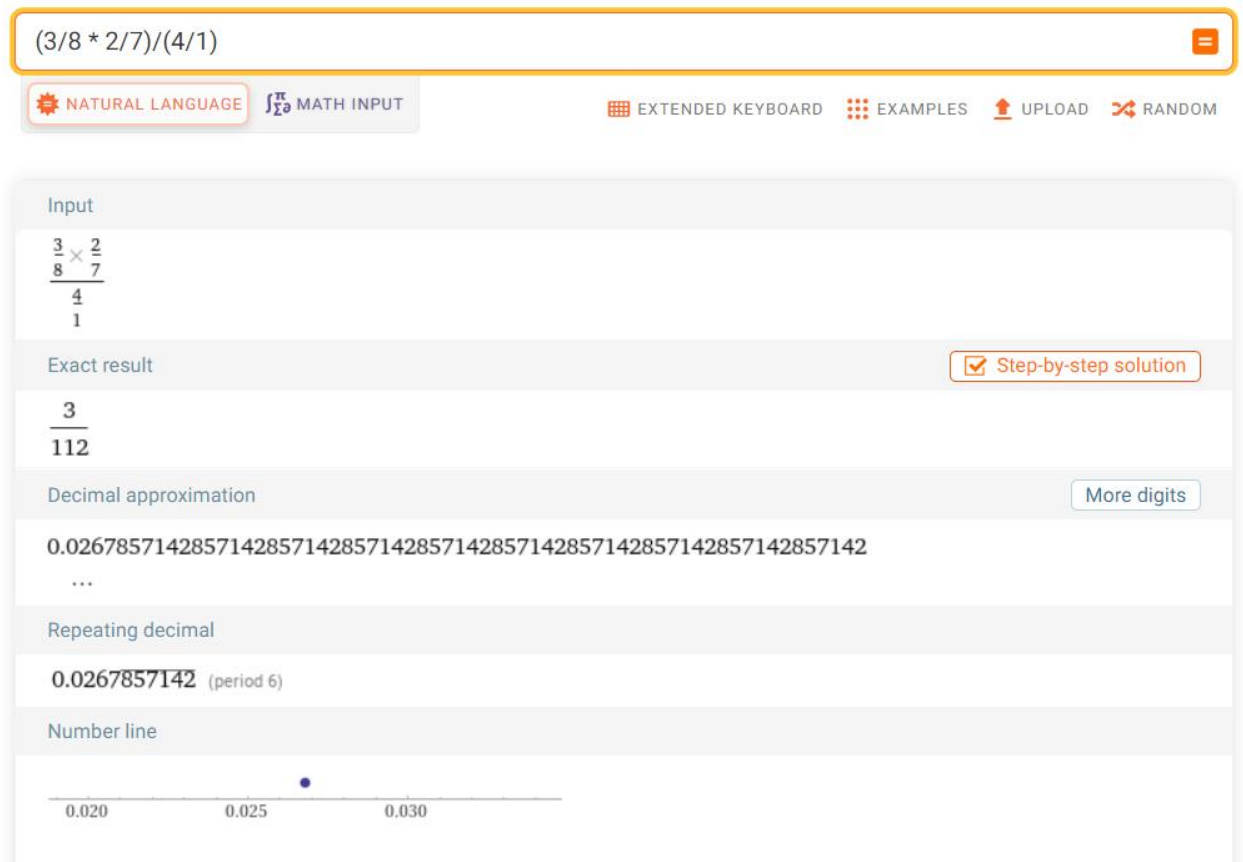 (3/8 * 2/7)/(4/1)
=
NATURAL LANGUAGE
∫π
Σ∂ MATH INPUT
EXTENDED KEYBOARD
EXAMPLES
UPLOAD
RANDOM
Input
3/8 × 2/7
4/1
Exact result
Step-by-step solution
3
112
Decimal approximation
More digits
0.0267857142857142857142857142857142857142857142857142857142
...
Repeating decimal
0.0267857142 (period 6)
Number line
0.020 0.025 0.030